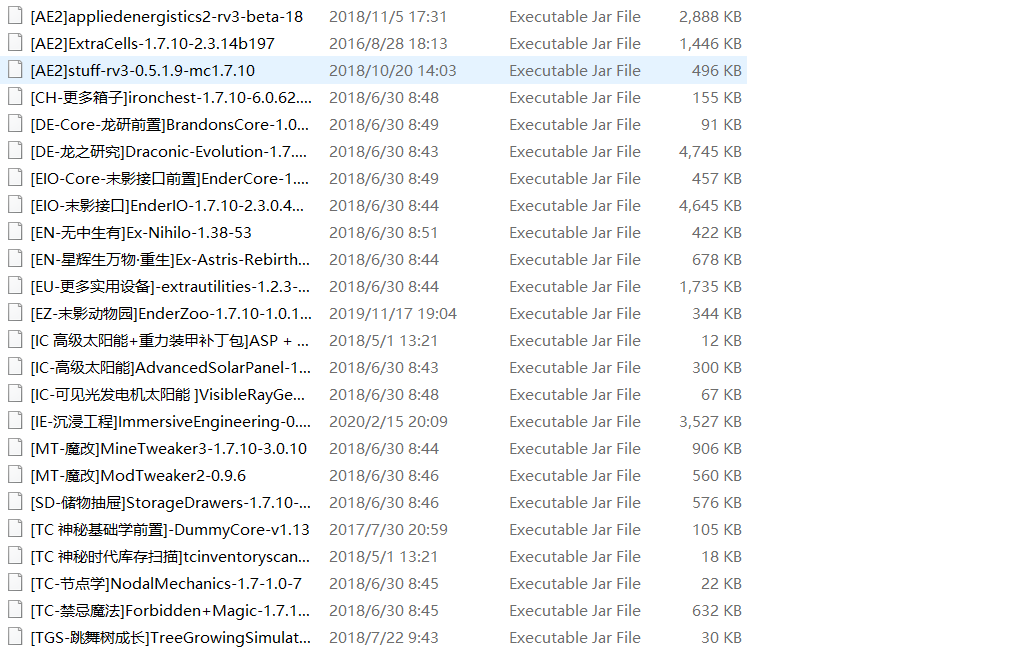 [AE2]appliedenergistics2-rv3-beta-18 2018/11/5 17:31 Executable Jar File 2,888 KB
[AE2]ExtraCells-1.7.10-2.3.14b197 2016/8/28 18:13 Executable Jar File 1,446 KB
[AE2]stuff-rv3-0.5.1.9-mc1.7.10 2018/10/20 14:03 Executable Jar File 496 KB
[CH-更多箱子]ironchest-1.7.10-6.0.62.... 2018/6/30 8:48 Executable Jar File 155 KB
[DE-Core-龙研前置]BrandonsCore-1.0... 2018/6/30 8:49 Executable Jar File 91 KB
[DE-龙之研究]Draconic-Evolution-1.7.... 2018/6/30 8:43 Executable Jar File 4,745 KB
[EIO-Core-末影接口前置]EnderCore-1.... 2018/6/30 8:49 Executable Jar File 457 KB
[EIO-末影接口]EnderIO-1.7.10-2.3.0.4... 2018/6/30 8:44 Executable Jar File 4,645 KB
[EN-无中生有]Ex-Nihilo-1.38-53 2018/6/30 8:51 Executable Jar File 422 KB
[EN-星辉生万物·重生]Ex-Astris-Rebirth... 2018/6/30 8:44 Executable Jar File 678 KB
[EU-更多实用设备]-extrautilities-1.2.3-... 2018/6/30 8:44 Executable Jar File 1,735 KB
[EZ-末影动物园]EnderZoo-1.7.10-1.0.1... 2019/11/17 19:04 Executable Jar File 344 KB
[IC 高级太阳能+重力装甲补丁包]ASP + ... 2018/5/1 13:21 Executable Jar File 12 KB
[IC-高级太阳能]AdvancedSolarPanel-1... 2018/6/30 8:43 Executable Jar File 300 KB
[IC-可见光发电机太阳能 ]VisibleRayGe... 2018/6/30 8:48 Executable Jar File 67 KB
[IE-沉浸工程]ImmersiveEngineering-0.... 2020/2/15 20:09 Executable Jar File 3,527 KB
[MT-魔改]MineTweaker3-1.7.10-3.0.10 2018/6/30 8:44 Executable Jar File 906 KB
[MT-魔改]ModTweaker2-0.9.6 2018/6/30 8:46 Executable Jar File 560 KB
[SD-储物抽屉]StorageDrawers-1.7.10-... 2018/6/30 8:46 Executable Jar File 576 KB
[TC 神秘基础学前置]-DummyCore-v1.13 2017/7/30 20:59 Executable Jar File 105 KB
[TC 神秘时代库存扫描]tcinventoryscan... 2018/5/1 13:21 Executable Jar File 18 KB
[TC-节点学]NodalMechanics-1.7-1.0-7 2018/6/30 8:45 Executable Jar File 22 KB
[TC-禁忌魔法]Forbidden+Magic-1.7.1... 2018/6/30 8:45 Executable Jar File 632 KB
[TGS-跳舞树成长]TreeGrowingSimulat... 2018/7/22 9:43 Executable Jar File 30 KB